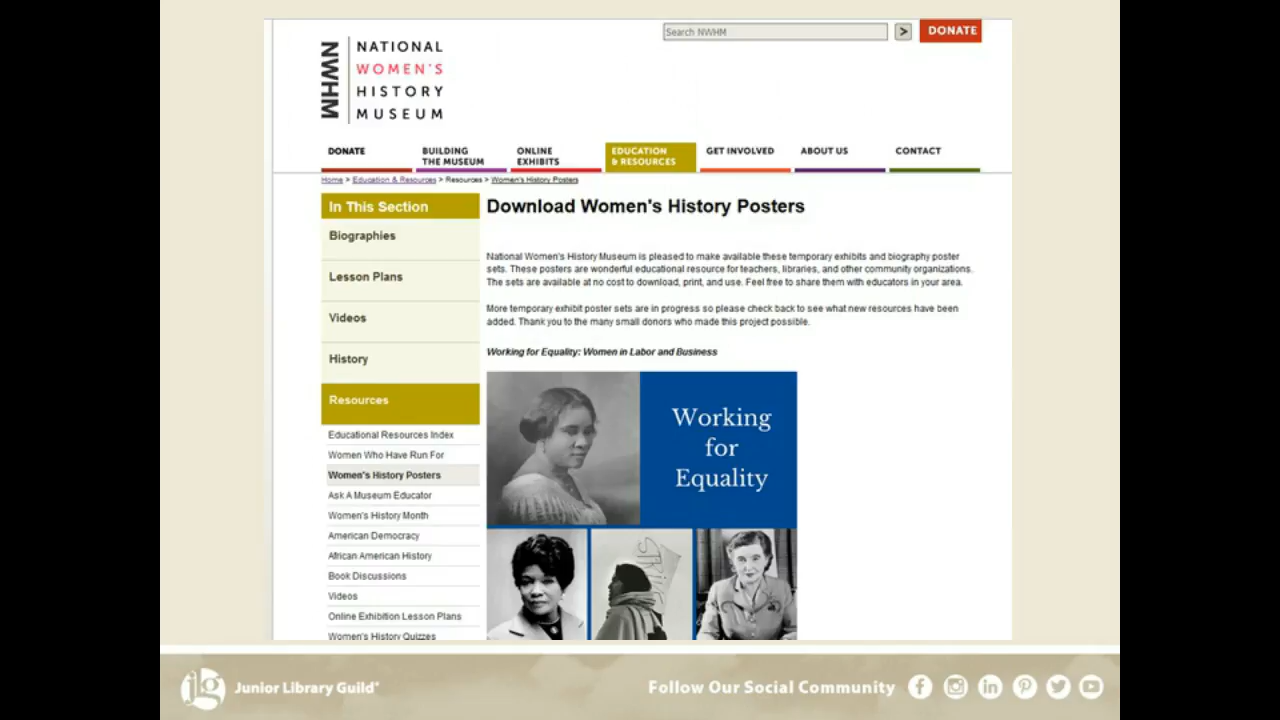 Search NWHM
>
DONATE
NWHM
NATIONAL
WOMEN'S
HISTORY
MUSEUM
DONATE
BUILDING
THE MUSEUM
ONLINE
EXHIBITS
EDUCATION
& RESOURCES
GET INVOLVED
ABOUT US
CONTACT
Home > Education & Resources > Resources > Women's History Posters
In This Section
Biographies
Lesson Plans
Videos
History
Resources
Educational Resources Index
Women Who Have Run For
Women's History Posters
Ask A Museum Educator
Women's History Month
American Democracy
African American History
Book Discussions
Videos
Online Exhibition Lesson Plans
Women's History Quizzes
Download Women's History Posters
National Women's History Museum is pleased to make available these temporary exhibits and biography poster
sets. These posters are wonderful educational resource for teachers, libraries, and other community organizations.
The sets are available at no cost to download, print, and use. Feel free to share them with educators in your area.
More temporary exhibit poster sets are in progress so please check back to see what new resources have been
added. Thank you to the many small donors who made this project possible.
Working for Equality: Women in Labor and Business
Working
for
Equality
jlg
Junior Library Guild
Follow Our Social Community